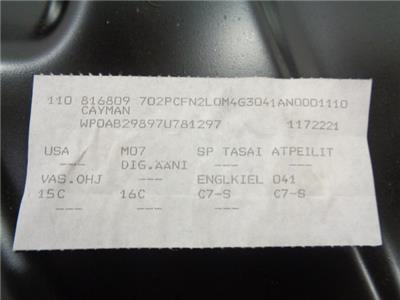 110 816809 702PCFN2L0M4G3041AN0001110
CAYMAN
WP0AB29897U781297 1172221
USA M07 SP TASAI ATPEILIT
--- DIG.ÄÄNI --- ---
VAS.OHJ --- ENGLKIEL 041
15C 16C C7-S C7-S
--- --- --- ---